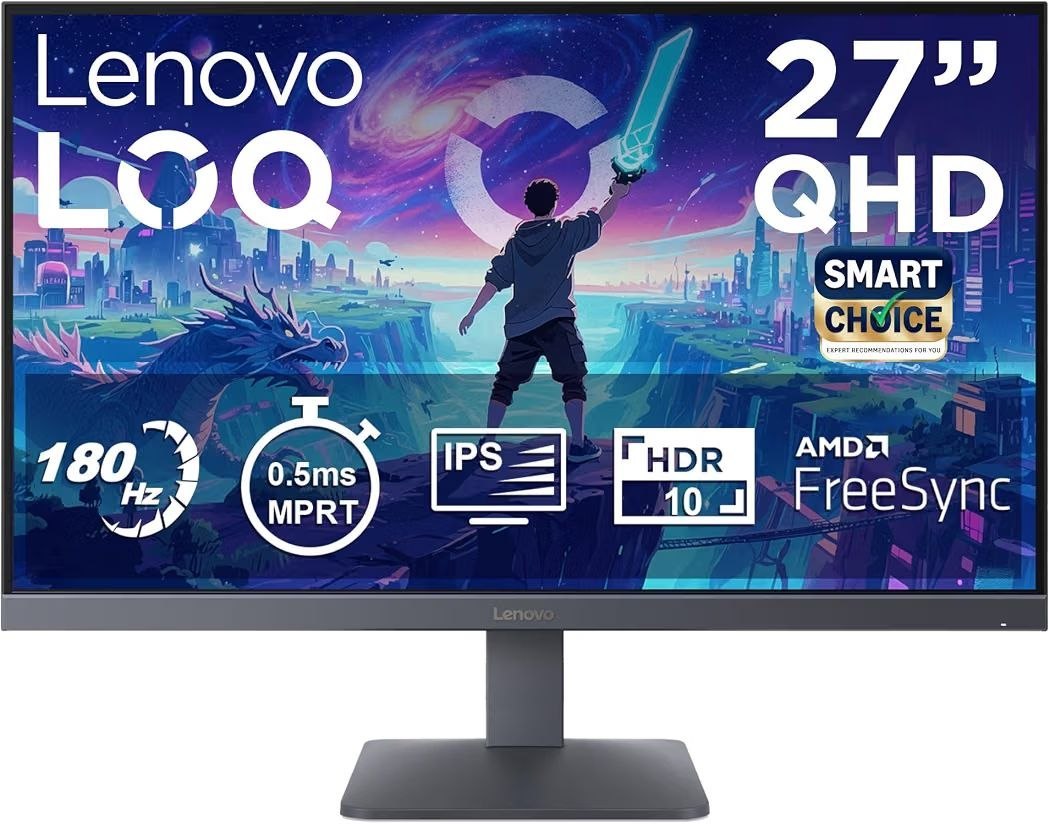 Lenovo
LOQ
27”
QHD
SMART
CHOICE
EXPERT RECOMMENDATIONS FOR YOU
180
Hz
0.5ms
MPRT
IPS
HDR
10
AMD
FreeSync
Lenovo